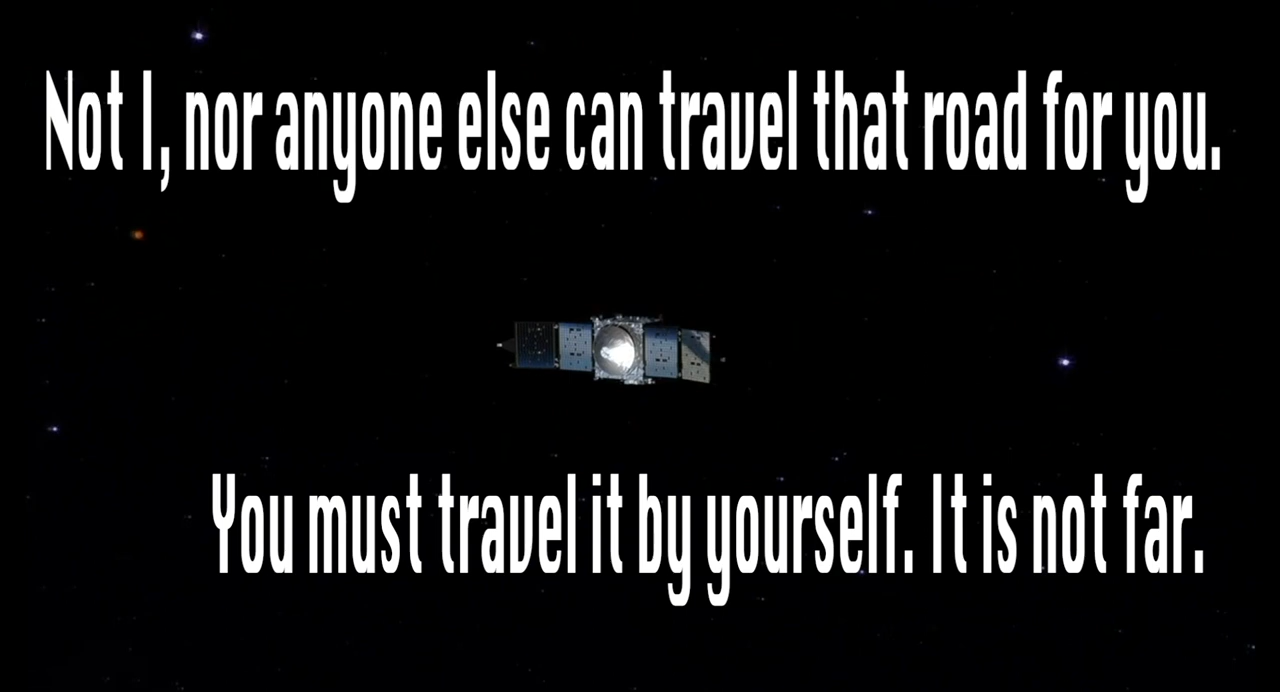 Not I, nor anyone else can travel that road for you.
You must travel it by yourself. It is not far.